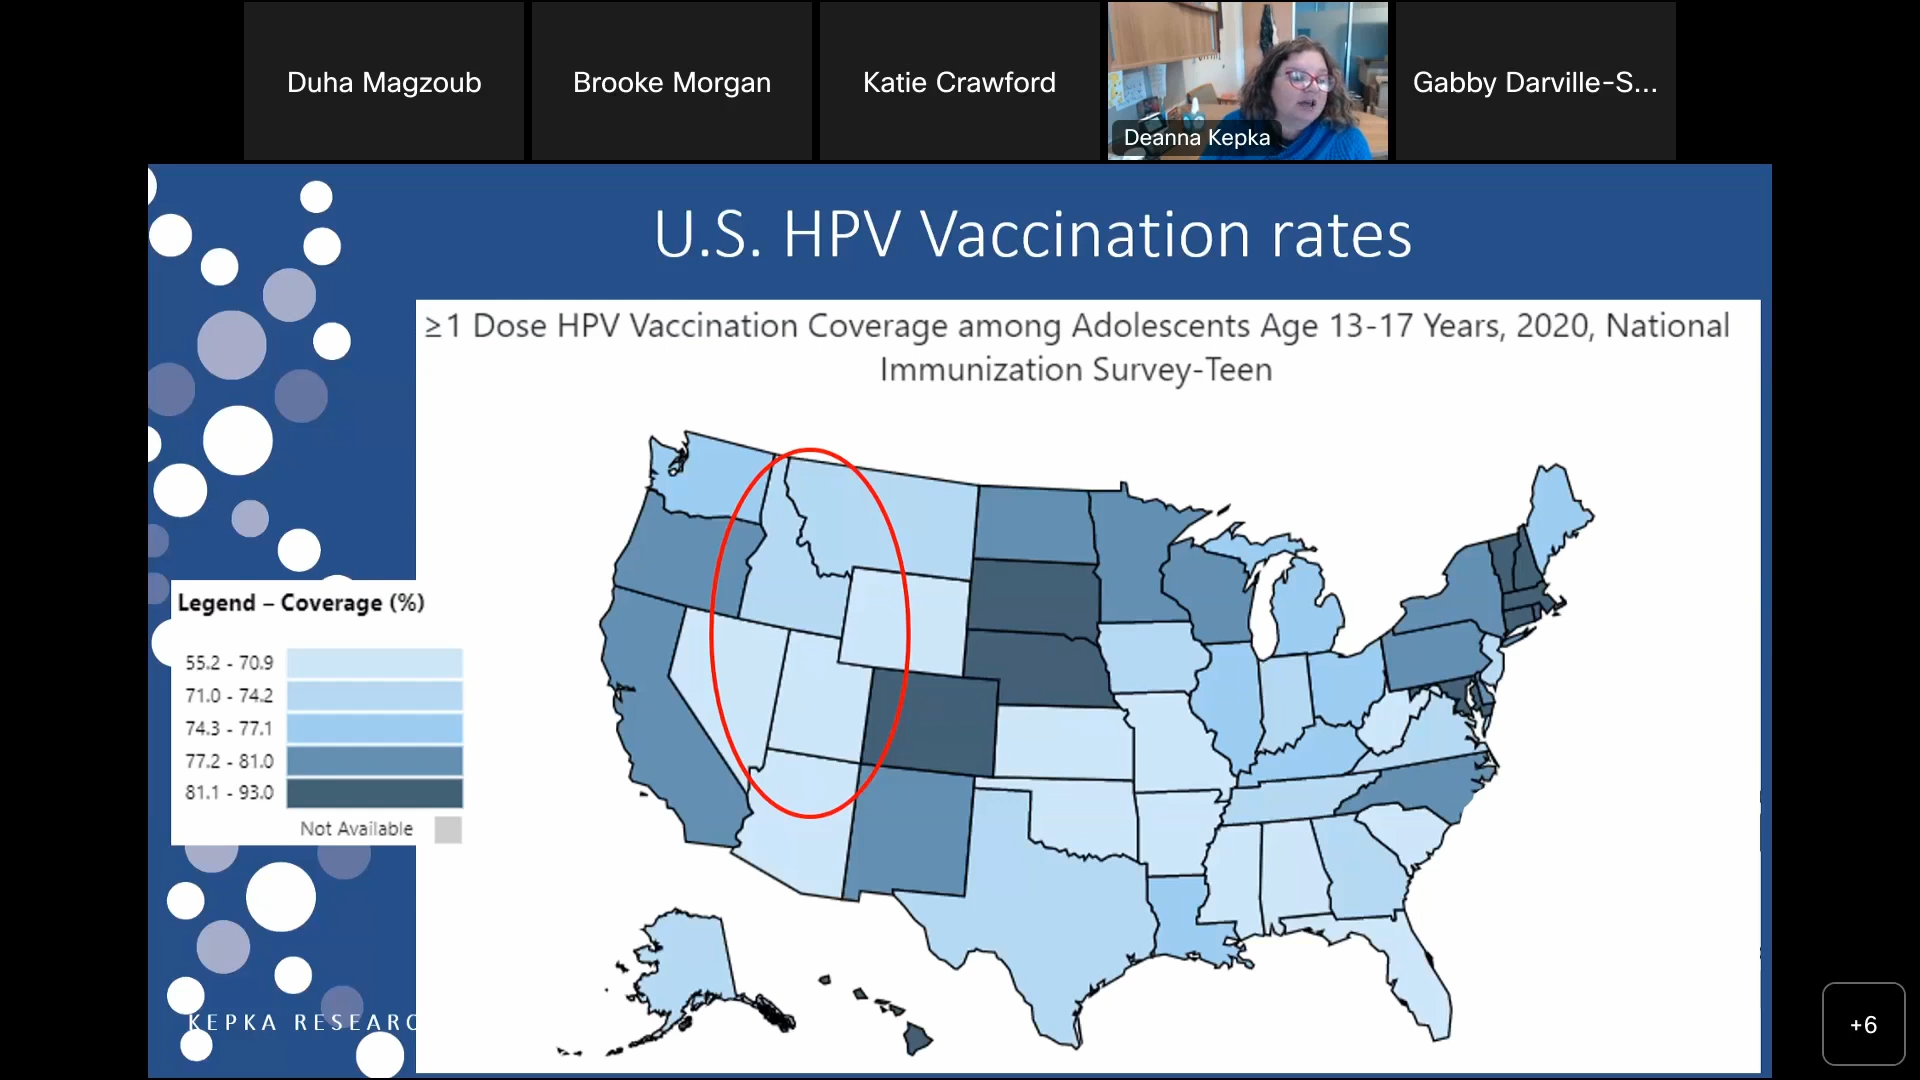 Duha Magzoub
Brooke Morgan
Katie Crawford
Deanna Kepka
Gabby Darville-S...
U.S. HPV Vaccination rates
≥1 Dose HPV Vaccination Coverage among Adolescents Age 13-17 Years, 2020, National
Immunization Survey-Teen
Legend – Coverage (%)
55.2 - 70.9
71.0 - 74.2
74.3 - 77.1
77.2 - 81.0
81.1 - 93.0
Not Available
KEPKA RESEARC
+6